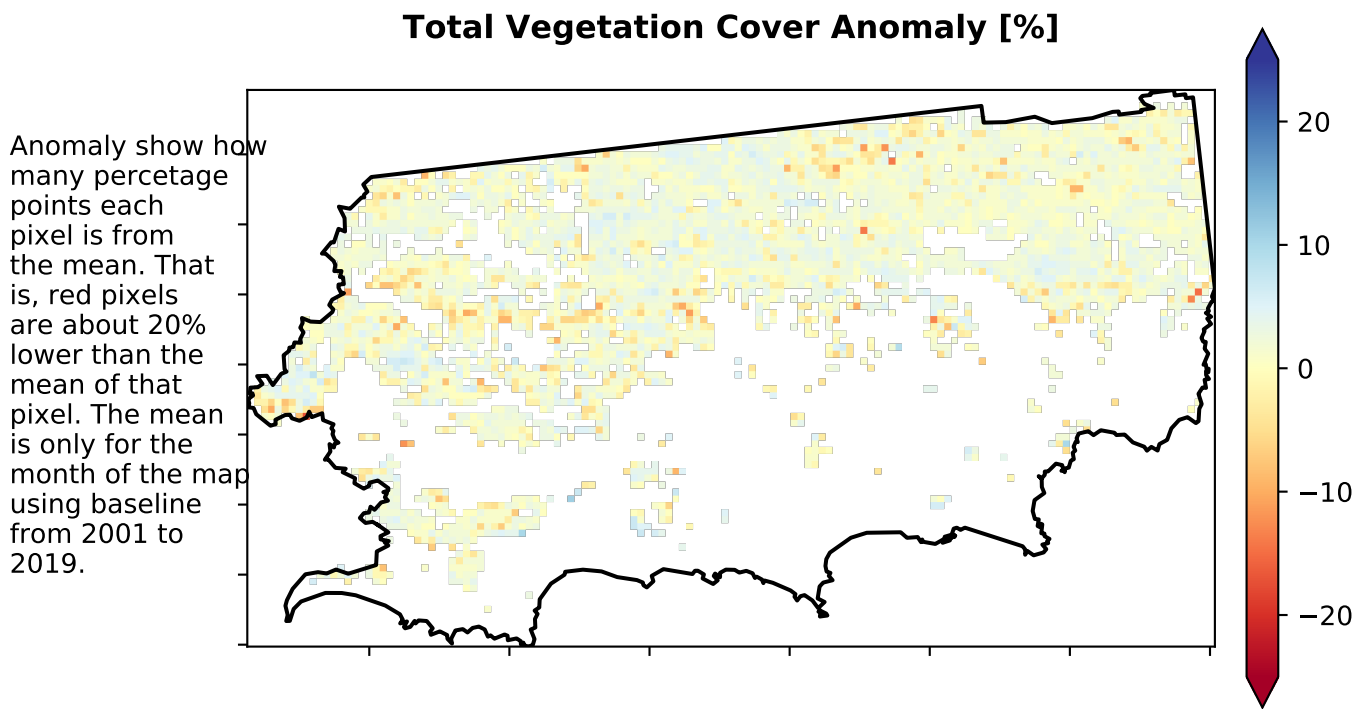 Total Vegetation Cover Anomaly [%]
Anomaly show how
many percetage
points each
pixel is from
the mean. That
is, red pixels
are about 20%
lower than the
mean of that
pixel. The mean
is only for the
month of the map
using baseline
from 2001 to
2019.
20
10
0
−10
−20